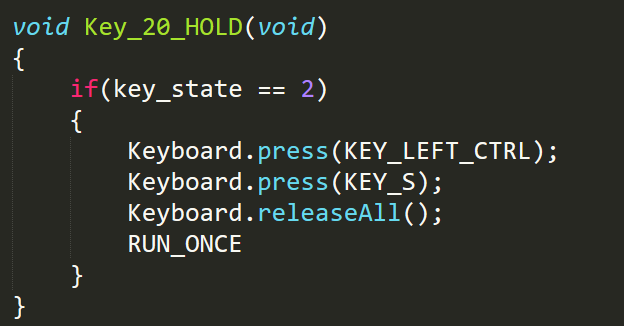 void Key_20_HOLD(void)
{
if(key_state == 2)
{
Keyboard.press(KEY_LEFT_CTRL);
Keyboard.press(KEY_S);
Keyboard.releaseAll();
RUN_ONCE
}
}